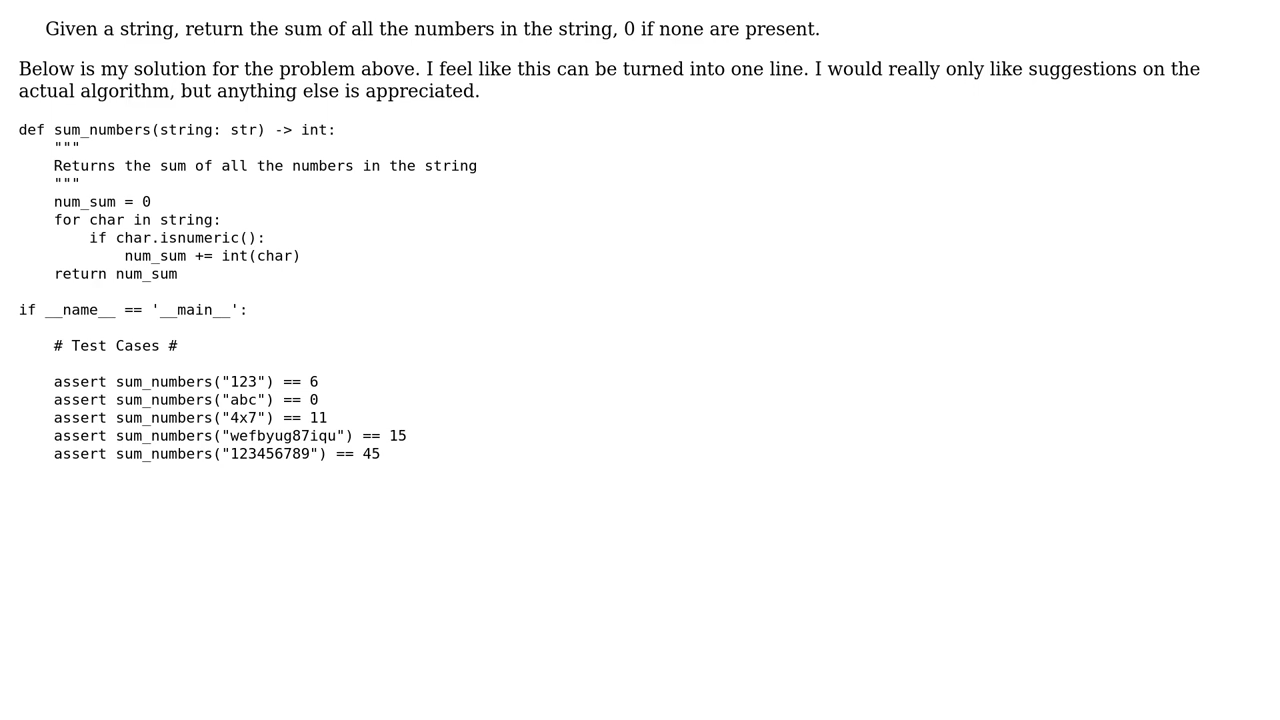 Given a string, return the sum of all the numbers in the string, 0 if none are present.
Below is my solution for the problem above. I feel like this can be turned into one line. I would really only like suggestions on the
actual algorithm, but anything else is appreciated.
def sum_numbers(string: str) -> int:
    """
    Returns the sum of all the numbers in the string
    """
    num_sum = 0
    for char in string:
        if char.isnumeric():
            num_sum += int(char)
    return num_sum
if __name__ == '__main__':
    # Test Cases #
    assert sum_numbers("123") == 6
    assert sum_numbers("abc") == 0
    assert sum_numbers("4x7") == 11
    assert sum_numbers("wefbyug87iqu") == 15
    assert sum_numbers("123456789") == 45